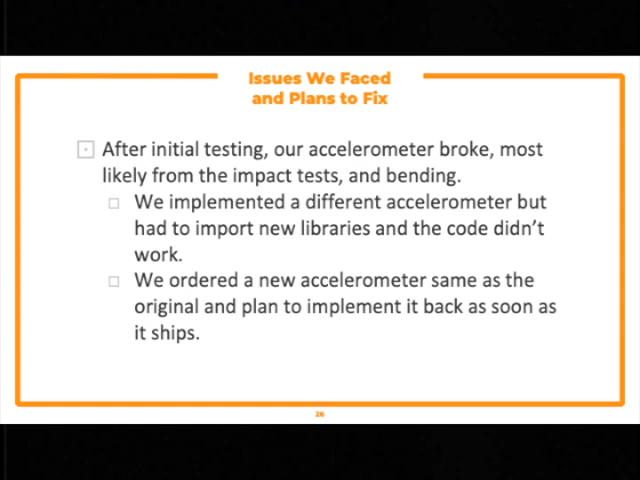 Issues We Faced
and Plans to Fix
After initial testing, our accelerometer broke, most
likely from the impact tests, and bending.
We implemented a different accelerometer but
had to import new libraries and the code didn't
work.
We ordered a new accelerometer same as the
original and plan to implement it back as soon as
it ships.
26